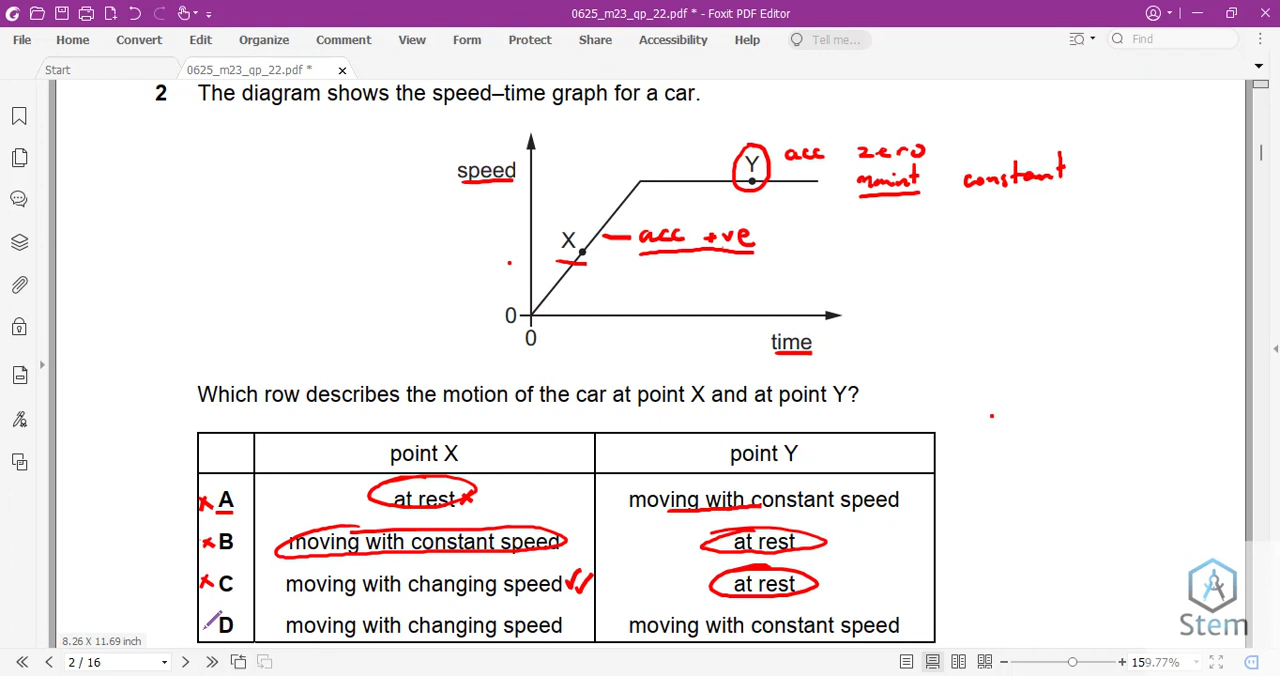 0625_m23_qp_22.pdf * - Foxit PDF Editor
File Home Convert Edit Organize Comment View Form Protect Share Accessibility Help Tell me... Find
Start 0625_m23_qp_22.pdf *
2 The diagram shows the speed–time graph for a car.
speed
Y
acc zero
constant
X
acc +ve
0
0
time
Which row describes the motion of the car at point X and at point Y?
point X point Y
A at rest moving with constant speed
B moving with constant speed at rest
C moving with changing speed at rest
D moving with changing speed moving with constant speed
Stem
8.26 X 11.69 inch
2 / 16
159.77%